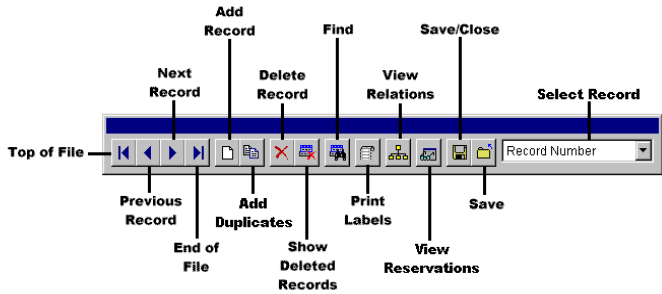 Add
Record
Find
Save/Close
Next
Record
Delete
Record
View
Relations
Select Record
Top of File
Record Number
Previous
Record
Add
Duplicates
Print
Labels
Save
End of
File
Show
Deleted
Records
View
Reservations